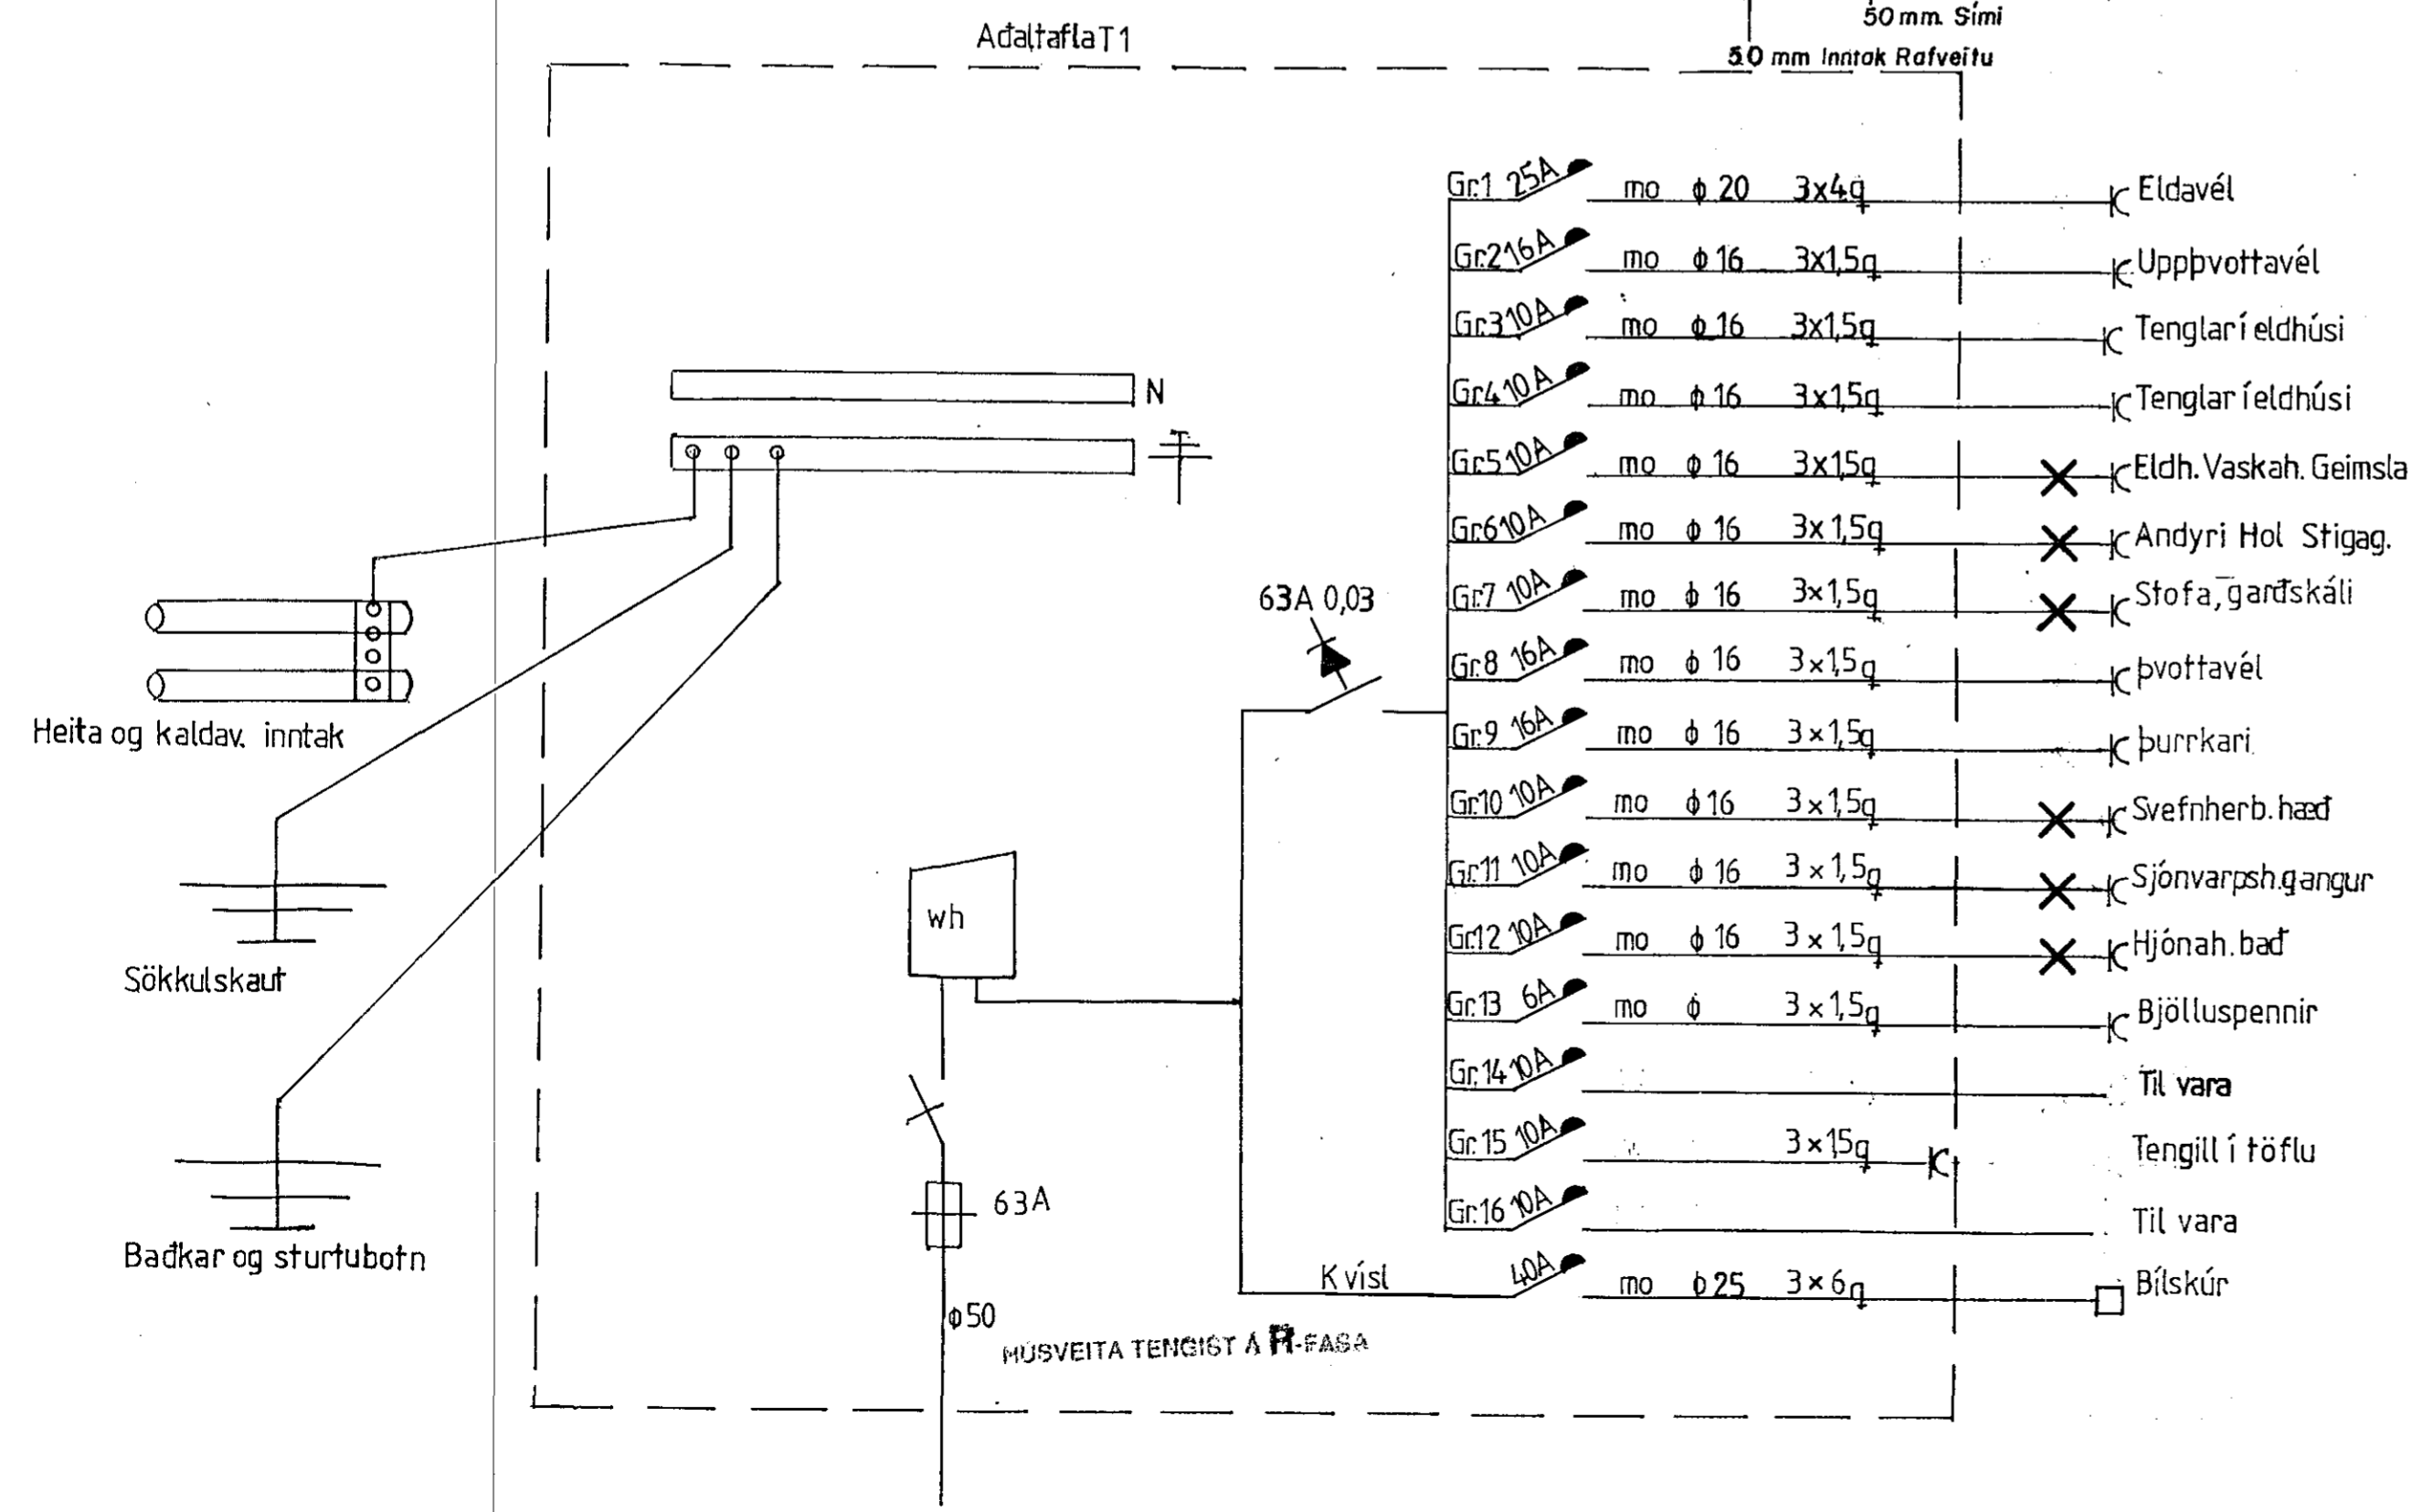 50 mm. Sími
50 mm Inntak Rafveitu
Ađaltafla T1
Gr.1 25A mo ϕ 20 3x4q Eldavél
Gr.2 16A mo ϕ 16 3x1,5q Uppþvottavél
Gr.3 10A mo ϕ 16 3x1,5q Tenglar í eldhúsi
Gr.4 10A mo ϕ 16 3x1,5q Tenglar í eldhúsi
Gr.5 10A mo ϕ 16 3x1,5q Eldh. Vaskah. Geimsla
Gr.6 10A mo ϕ 16 3x1,5q Andyri Hol Stigag.
Gr.7 10A mo ϕ 16 3x1,5q Stofa, garđskáli
Gr.8 16A mo ϕ 16 3x1,5q þvottavél
Gr.9 16A mo ϕ 16 3x1,5q þurrkari
Gr.10 10A mo ϕ 16 3x1,5q Svefnherb. hæđ
Gr.11 10A mo ϕ 16 3x1,5q Sjónvarpsh. gangur
Gr.12 10A mo ϕ 16 3x1,5q Hjónah. bađ
Gr.13 6A mo ϕ 3x1,5q Bjölluspennir
Gr.14 10A Til vara
Gr.15 10A 3x15q Tengill í töflu
Gr.16 10A Til vara
Kvísl 40A mo ϕ 25 3x6q Bílskúr
N
63A 0,03
Heita og kaldav. inntak
wh
Sökkulskaut
63A
Bađkar og sturtubotn
ϕ50
HÚSVEITA TENGIST Á R-FASA